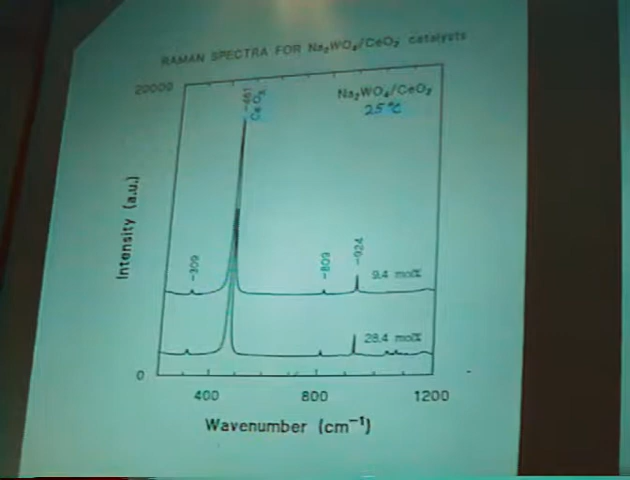 RAMAN SPECTRA FOR Na₂WO₄/CeO₂ catalysts
20000
-461
CeO₂
Na₂WO₄/CeO₂
25°C
Intensity (a.u.)
-309
-809
-924
9.4 mol%
28.4 mol%
0
400 800 1200
Wavenumber (cm⁻¹)